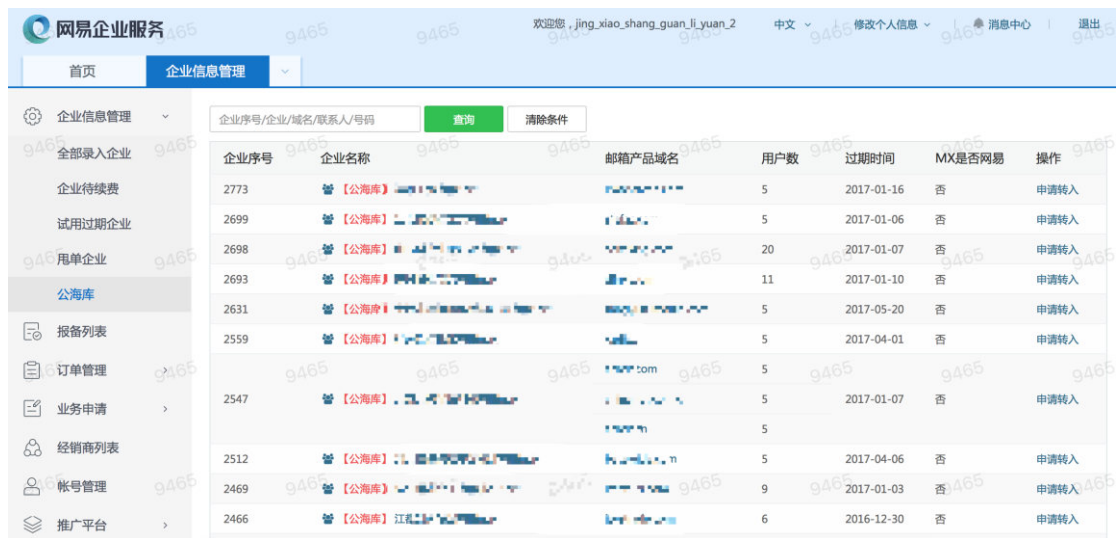 网易企业服务
欢迎您，jing_xiao_shang_guan_li_yuan_2 中文 修改个人信息 消息中心 退出
首页 企业信息管理
企业信息管理
全部录入企业
企业待续费
试用过期企业
甩单企业
公海库
报备列表
订单管理
业务申请
经销商列表
帐号管理
推广平台
企业序号/企业/域名/联系人/号码 查询 清除条件
企业序号 企业名称 邮箱产品域名 用户数 过期时间 MX是否网易 操作
2773 【公海库】 5 2017-01-16 否 申请转入
2699 【公海库】 5 2017-01-06 否 申请转入
2698 【公海库】 20 2017-01-07 否 申请转入
2693 【公海库】 11 2017-01-10 否 申请转入
2631 【公海库】 5 2017-05-20 否 申请转入
2559 【公海库】 5 2017-04-01 否 申请转入
com 5
2547 【公海库】 5 2017-01-07 否 申请转入
5
2512 【公海库】 5 2017-04-06 否 申请转入
2469 【公海库】 9 2017-01-03 否 申请转入
2466 【公海库】江 6 2016-12-30 否 申请转入
9465